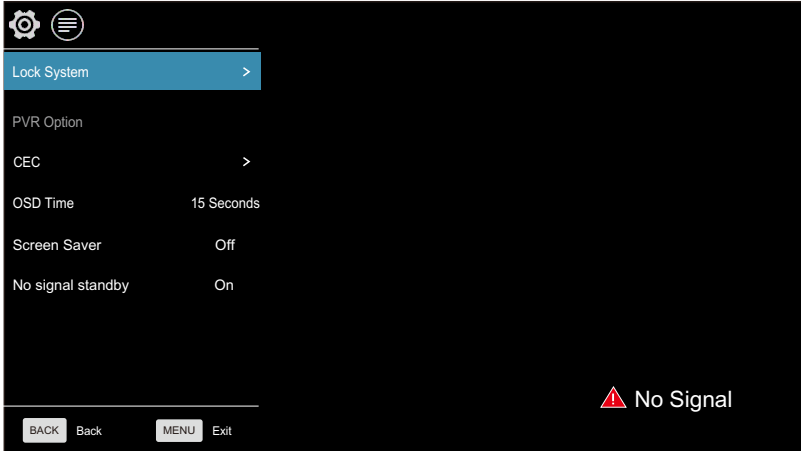 Lock System >
PVR Option
CEC >
OSD Time 15 Seconds
Screen Saver Off
No signal standby On
No Signal
BACK Back MENU Exit